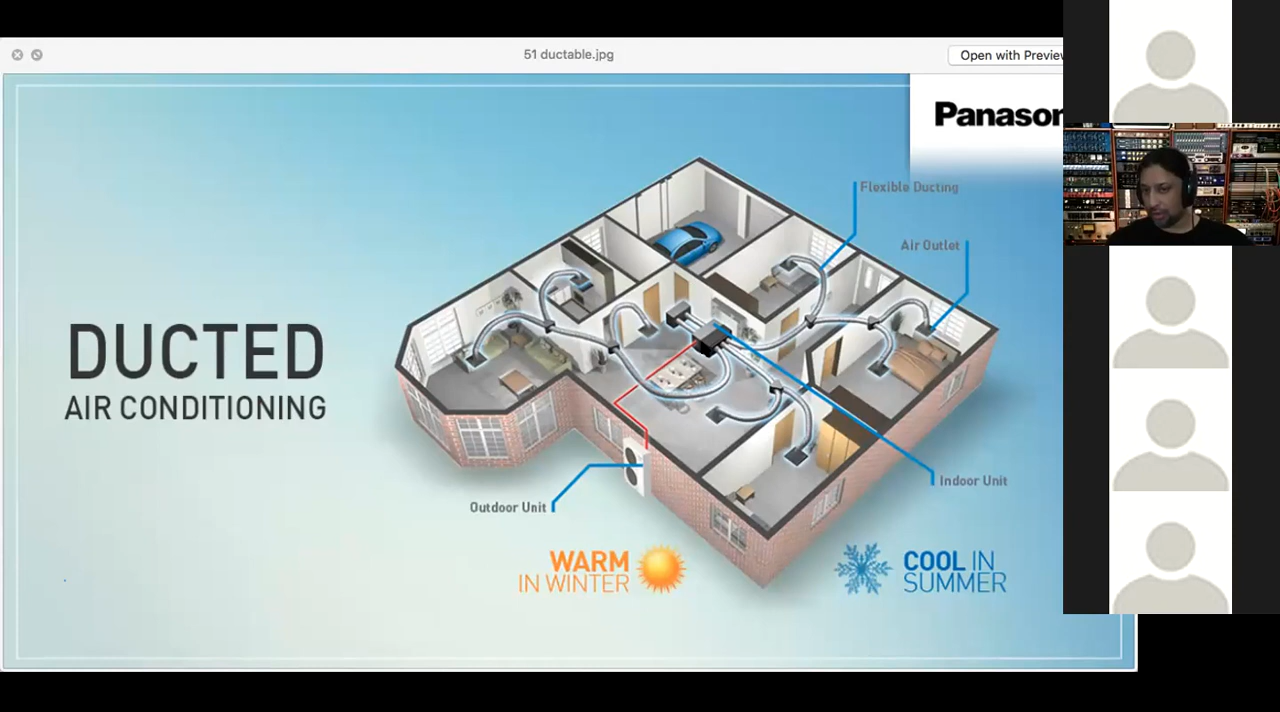 51 ductable.jpg
Open with Preview
Panason
Flexible Ducting
Air Outlet
DUCTED
AIR CONDITIONING
Indoor Unit
Outdoor Unit
WARM
IN WINTER
COOL IN
SUMMER